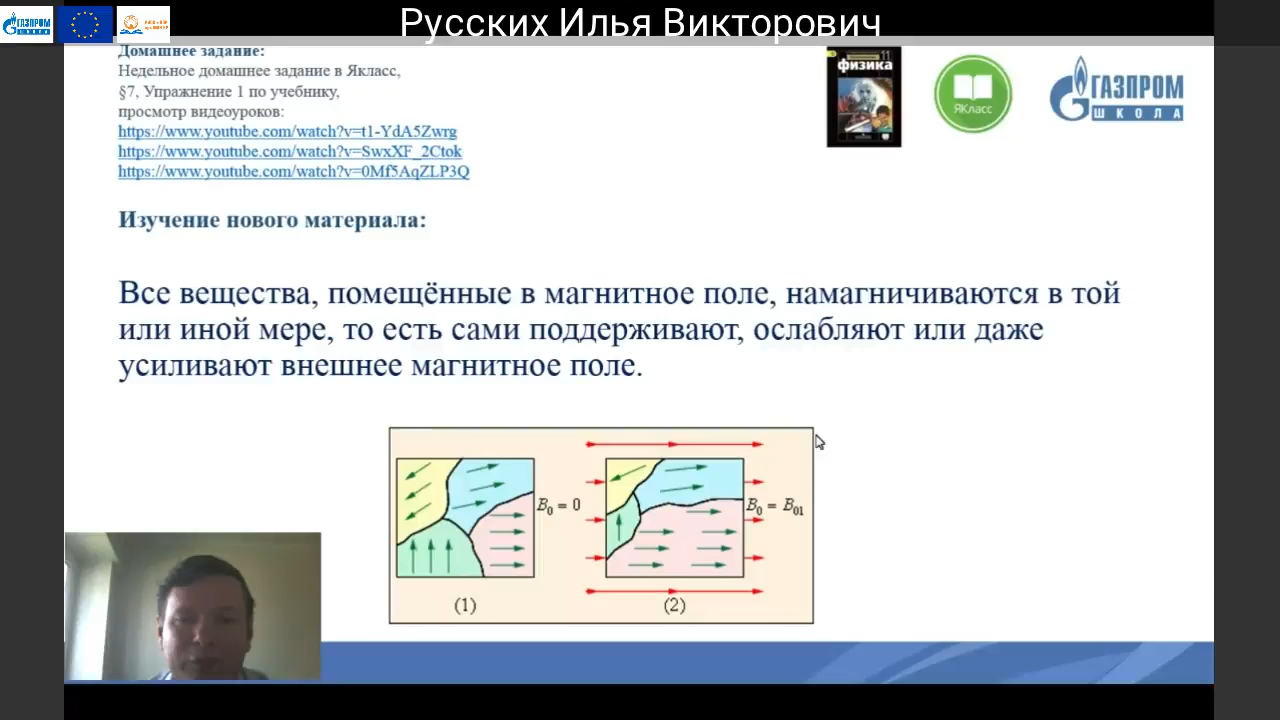 ГАЗПРОМ
ШКОЛА
Русских Илья Викторович
Домашнее задание:
Недельное домашнее задание в Якласс,
§7, Упражнение 1 по учебнику,
просмотр видеоуроков:
https://www.youtube.com/watch?v=t1-YdA5Zwrg
https://www.youtube.com/watch?v=SwxXF_2Ctok
https://www.youtube.com/watch?v=0Mf5AqZLP3Q
11
физика
ЯКласс
ГАЗПРОМ
ШКОЛА
Изучение нового материала:
Все вещества, помещённые в магнитное поле, намагничиваются в той
или иной мере, то есть сами поддерживают, ослабляют или даже
усиливают внешнее магнитное поле.
B₀ = 0
B₀ = B₀₁
(1)
(2)